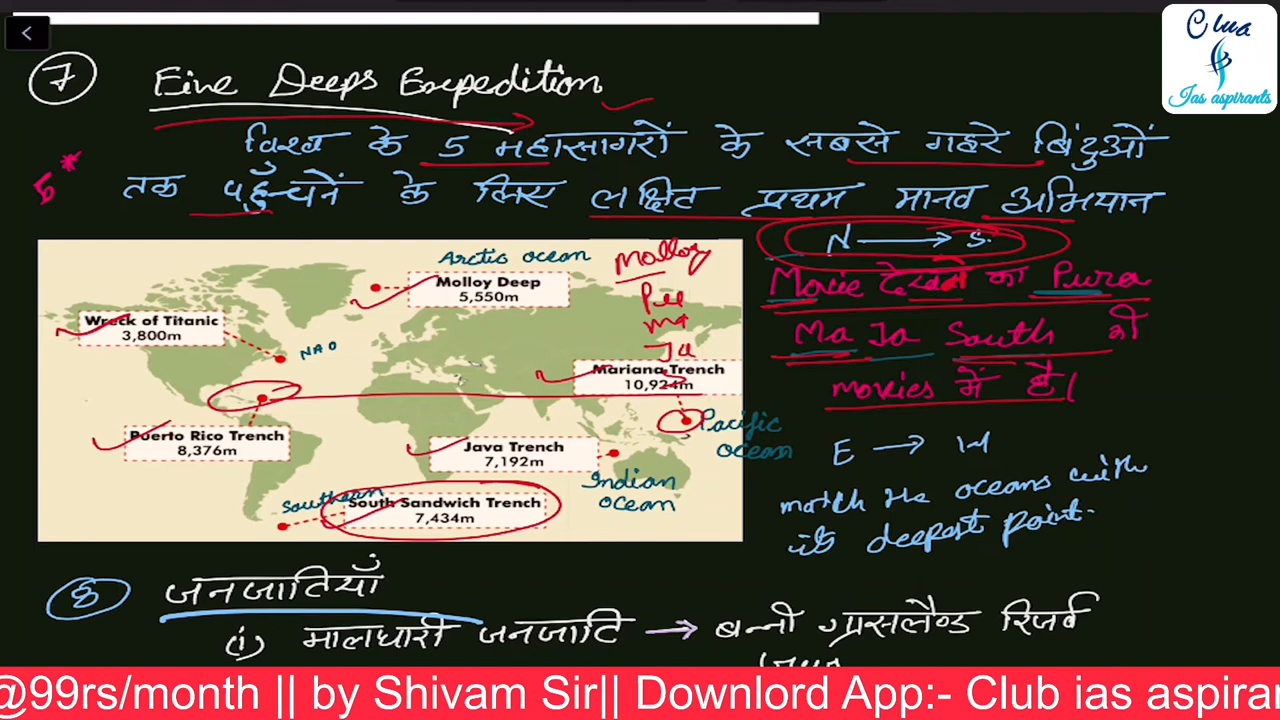 Clua
Ias aspirants
7 Five Deeps Expedition
विश्व के 5 महासागरों के सबसे गहरे बिंदुओं
5*
तक पहुँचने के लिए लक्षित प्रथम मानव अभियान
N → S
Arctic ocean
Molloy
Molloy Deep
5,550m
Movie देखने का Pura
Pu
Ma
Ja
S
Wreck of Titanic
3,800m
NAO
Ma Ja South की
Mariana Trench
10,924m
movies में है।
Pacific
ocean
Puerto Rico Trench
8,376m
Java Trench
7,192m
E → 14
Indian
ocean
match the oceans with
its deepest point.
Southern
South Sandwich Trench
7,434m
8 जनजातियाँ
(i) मालधारी जनजाति → बन्नी ग्रासलैण्ड रिजर्व
@99rs/month || by Shivam Sir|| Downlord App:- Club ias aspiran